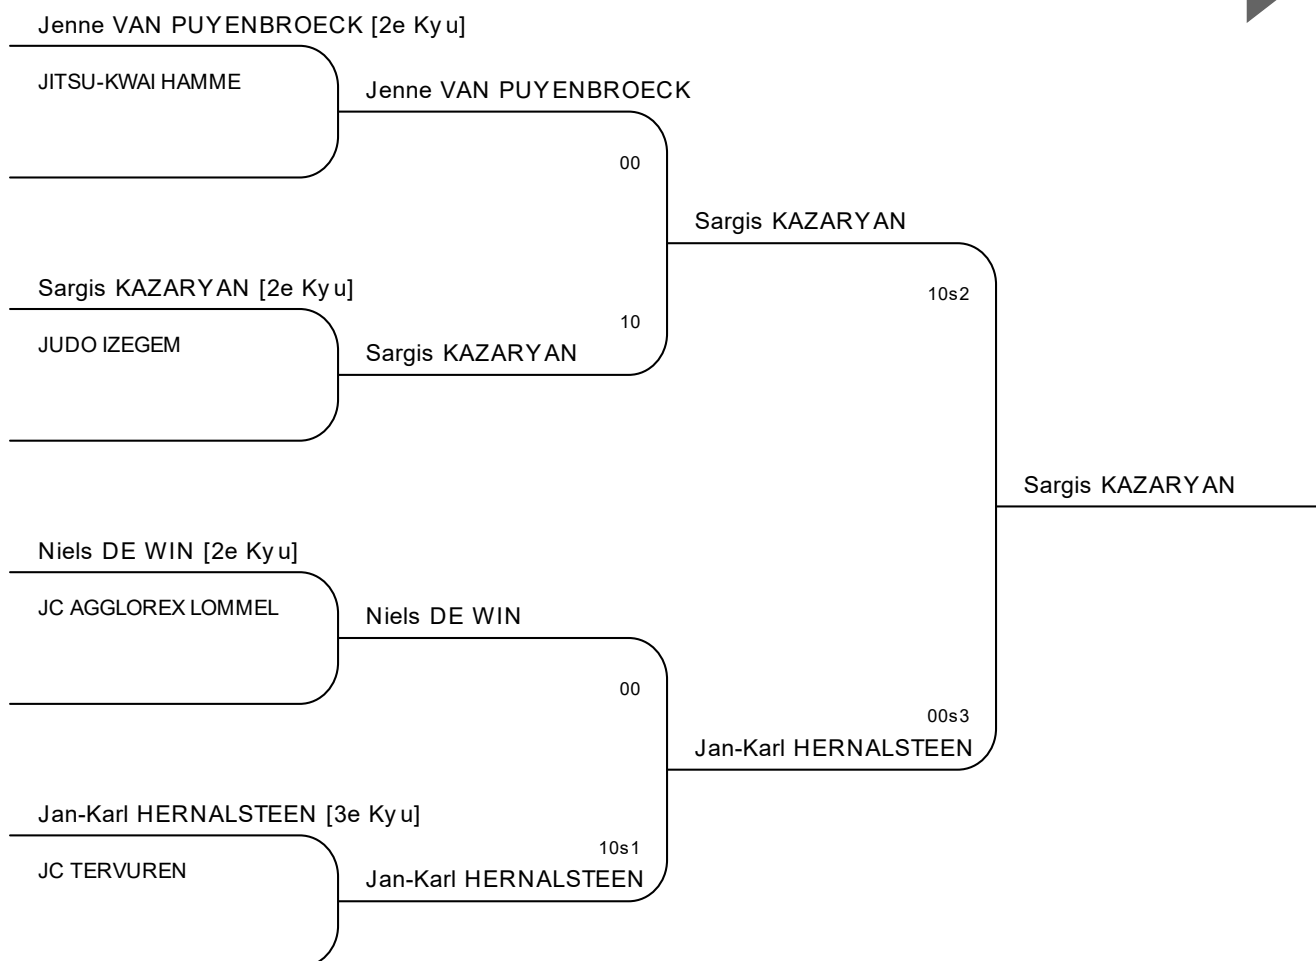 Jenne VAN PUYENBROECK [2e Kyu]
JITSU-KWAI HAMME
Jenne VAN PUYENBROECK
00
Sargis KAZARYAN
Sargis KAZARYAN [2e Kyu]
10s2
JUDO IZEGEM
10
Sargis KAZARYAN
Sargis KAZARYAN
Niels DE WIN [2e Kyu]
JC AGGLOREX LOMMEL
Niels DE WIN
00
00s3
Jan-Karl HERNALSTEEN
Jan-Karl HERNALSTEEN [3e Kyu]
10s1
JC TERVUREN
Jan-Karl HERNALSTEEN